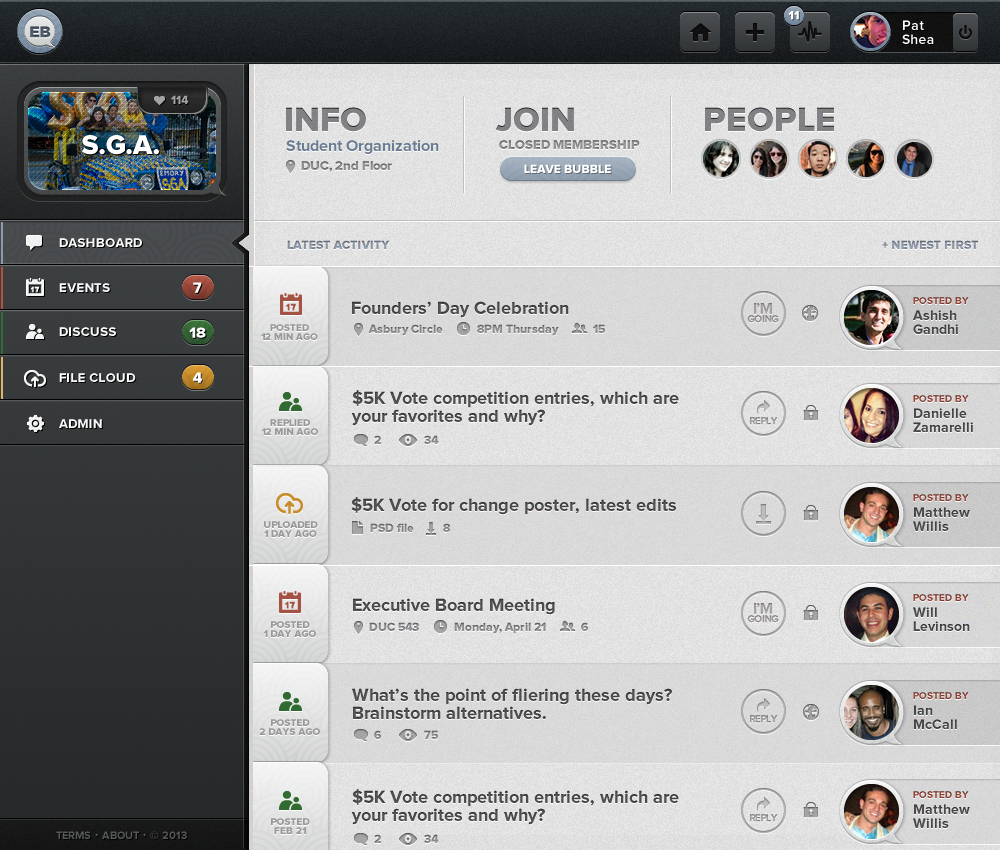 EB
11
Pat
Shea
114
S.G.A.
EMORY
SGA
INFO
Student Organization
DUC, 2nd Floor
JOIN
CLOSED MEMBERSHIP
LEAVE BUBBLE
PEOPLE
DASHBOARD
17 EVENTS 7
DISCUSS 18
FILE CLOUD 4
ADMIN
LATEST ACTIVITY
+ NEWEST FIRST
17
POSTED
12 MIN AGO
Founders’ Day Celebration
Asbury Circle 8PM Thursday 15
I'M
GOING
POSTED BY
Ashish
Gandhi
REPLIED
12 MIN AGO
$5K Vote competition entries, which are
your favorites and why?
2 34
REPLY
POSTED BY
Danielle
Zamarelli
UPLOADED
1 DAY AGO
$5K Vote for change poster, latest edits
PSD file 8
POSTED BY
Matthew
Willis
17
POSTED
1 DAY AGO
Executive Board Meeting
DUC 543 Monday, April 21 6
I'M
GOING
POSTED BY
Will
Levinson
POSTED
2 DAYS AGO
What’s the point of fliering these days?
Brainstorm alternatives.
6 75
REPLY
POSTED BY
Ian
McCall
POSTED
FEB 21
$5K Vote competition entries, which are
your favorites and why?
2 34
REPLY
POSTED BY
Matthew
Willis
TERMS · ABOUT · © 2013